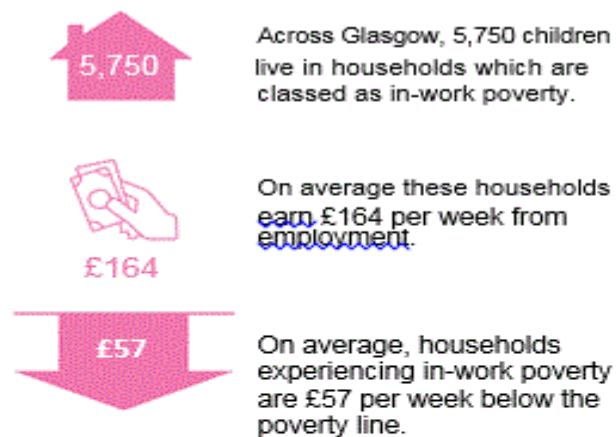 5,750
Across Glasgow, 5,750 children
live in households which are
classed as in-work poverty.
£164
On average these households
earn £164 per week from
employment.
£57
On average, households
experiencing in-work poverty
are £57 per week below the
poverty line.